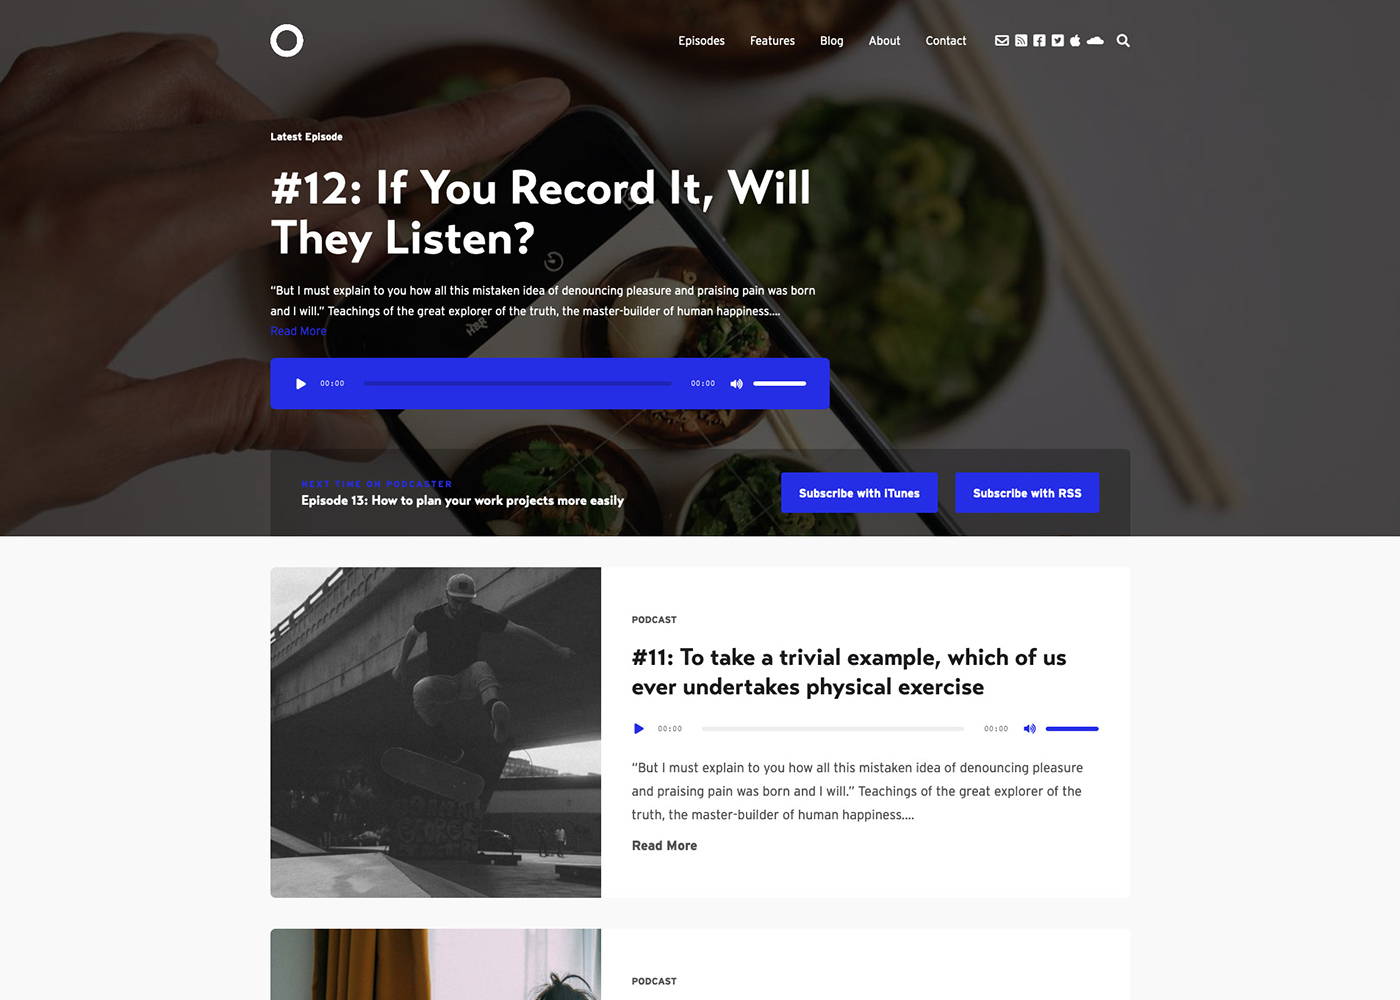 Episodes Features Blog About Contact
Latest Episode
#12: If You Record It, Will
They Listen?
“But I must explain to you how all this mistaken idea of denouncing pleasure and praising pain was born
and I will.” Teachings of the great explorer of the truth, the master-builder of human happiness....
Read More
00:00 00:00
NEXT TIME ON PODCASTER
Episode 13: How to plan your work projects more easily
Subscribe with iTunes
Subscribe with RSS
PODCAST
#11: To take a trivial example, which of us
ever undertakes physical exercise
00:00 00:00
“But I must explain to you how all this mistaken idea of denouncing pleasure
and praising pain was born and I will.” Teachings of the great explorer of the
truth, the master-builder of human happiness....
Read More
PODCAST